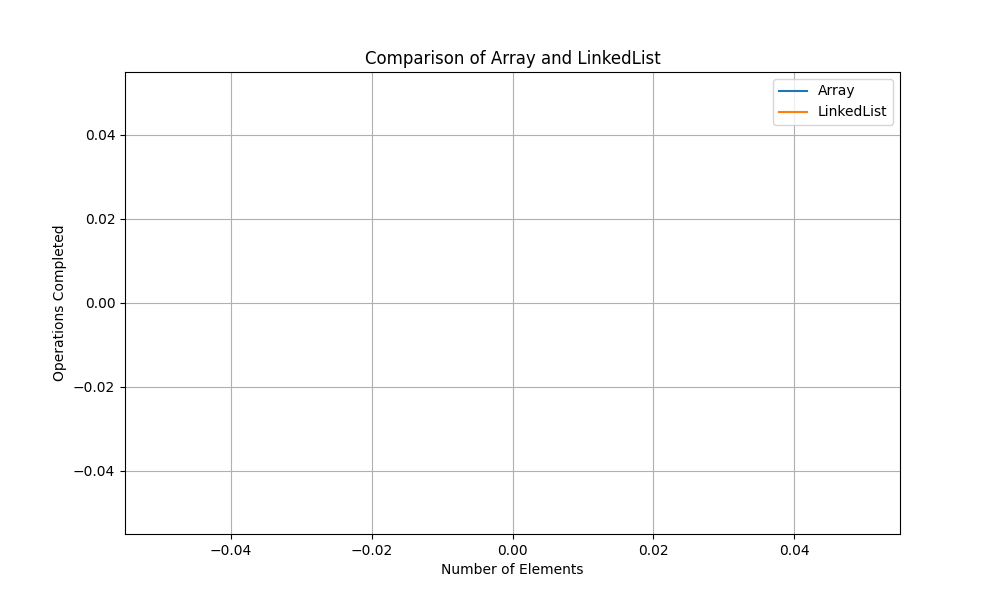 Comparison of Array and LinkedList
Array
LinkedList
0.04
0.02
0.00
−0.02
−0.04
Operations Completed
−0.04
−0.02
0.00
0.02
0.04
Number of Elements